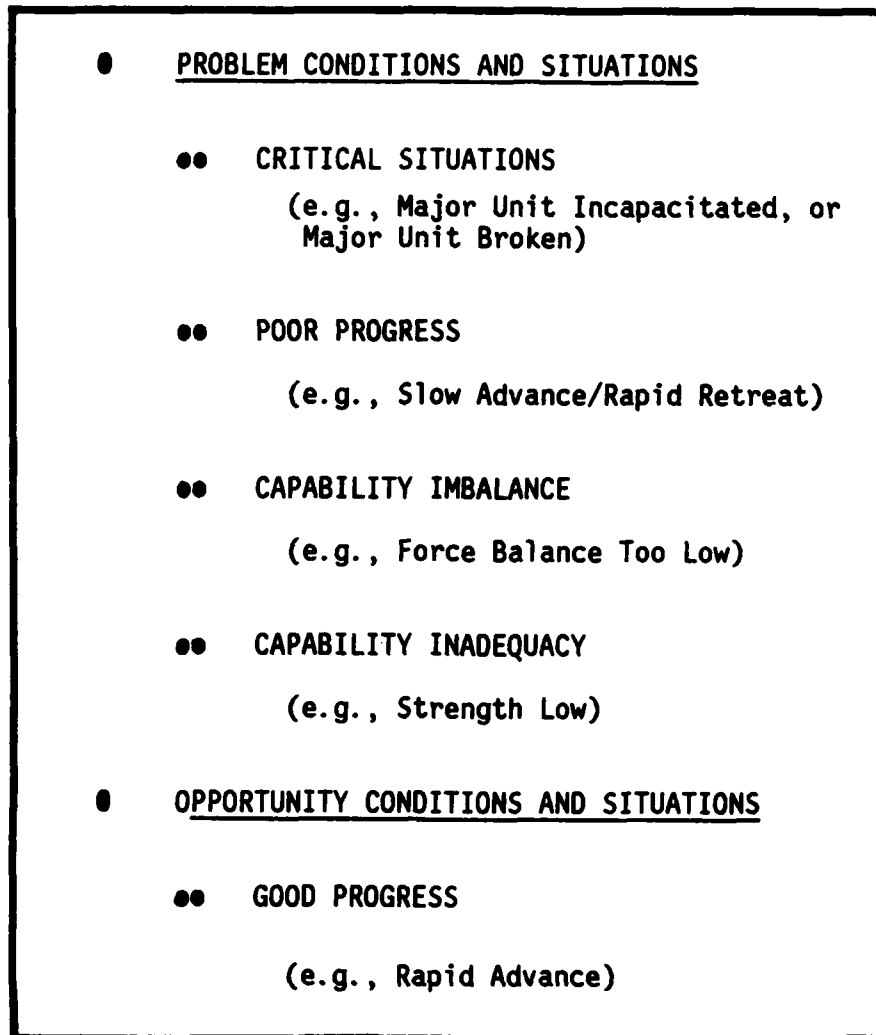 ● PROBLEM CONDITIONS AND SITUATIONS
●● CRITICAL SITUATIONS
(e.g., Major Unit Incapacitated, or
Major Unit Broken)
●● POOR PROGRESS
(e.g., Slow Advance/Rapid Retreat)
●● CAPABILITY IMBALANCE
(e.g., Force Balance Too Low)
●● CAPABILITY INADEQUACY
(e.g., Strength Low)
● OPPORTUNITY CONDITIONS AND SITUATIONS
●● GOOD PROGRESS
(e.g., Rapid Advance)